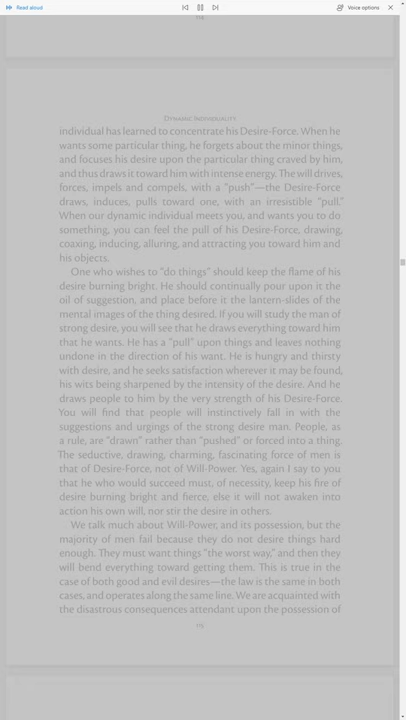 Read aloud
Voice options
114
Dynamic Individuality
individual has learned to concentrate his Desire-Force. When he
wants some particular thing, he forgets about the minor things,
and focuses his desire upon the particular thing craved by him,
and thus draws it toward him with intense energy. The will drives,
forces, impels and compels, with a “push”—the Desire-Force
draws, induces, pulls toward one, with an irresistible “pull.”
When our dynamic individual meets you, and wants you to do
something, you can feel the pull of his Desire-Force, drawing,
coaxing, inducing, alluring, and attracting you toward him and
his objects.
One who wishes to “do things” should keep the flame of his
desire burning bright. He should continually pour upon it the
oil of suggestion, and place before it the lantern-slides of the
mental images of the thing desired. If you will study the man of
strong desire, you will see that he draws everything toward him
that he wants. He has a “pull” upon things and leaves nothing
undone in the direction of his want. He is hungry and thirsty
with desire, and he seeks satisfaction wherever it may be found,
his wits being sharpened by the intensity of the desire. And he
draws people to him by the very strength of his Desire-Force.
You will find that people will instinctively fall in with the
suggestions and urgings of the strong desire man. People, as
a rule, are “drawn” rather than “pushed” or forced into a thing.
The seductive, drawing, charming, fascinating force of men is
that of Desire-Force, not of Will-Power. Yes, again I say to you
that he who would succeed must, of necessity, keep his fire of
desire burning bright and fierce, else it will not awaken into
action his own will, nor stir the desire in others.
We talk much about Will-Power, and its possession, but the
majority of men fail because they do not desire things hard
enough. They must want things “the worst way,” and then they
will bend everything toward getting them. This is true in the
case of both good and evil desires—the law is the same in both
cases, and operates along the same line. We are acquainted with
the disastrous consequences attendant upon the possession of
115